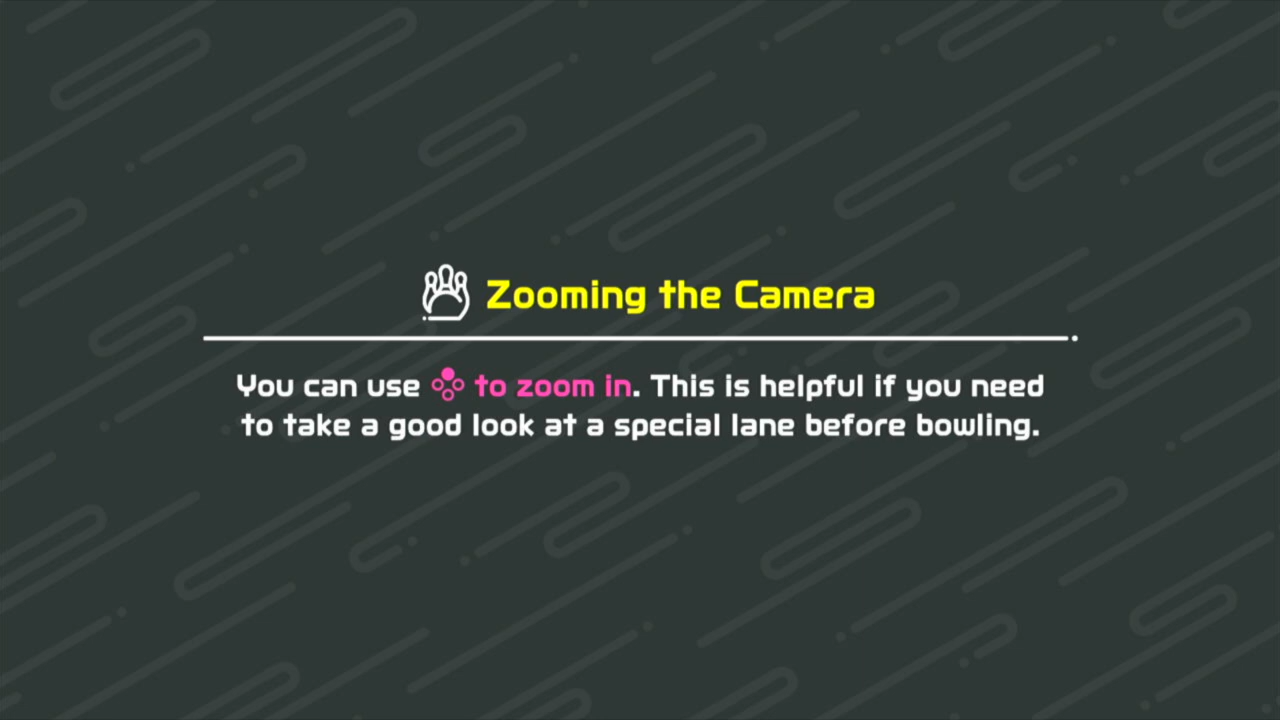 Zooming the Camera
You can use to zoom in. This is helpful if you need
to take a good look at a special lane before bowling.